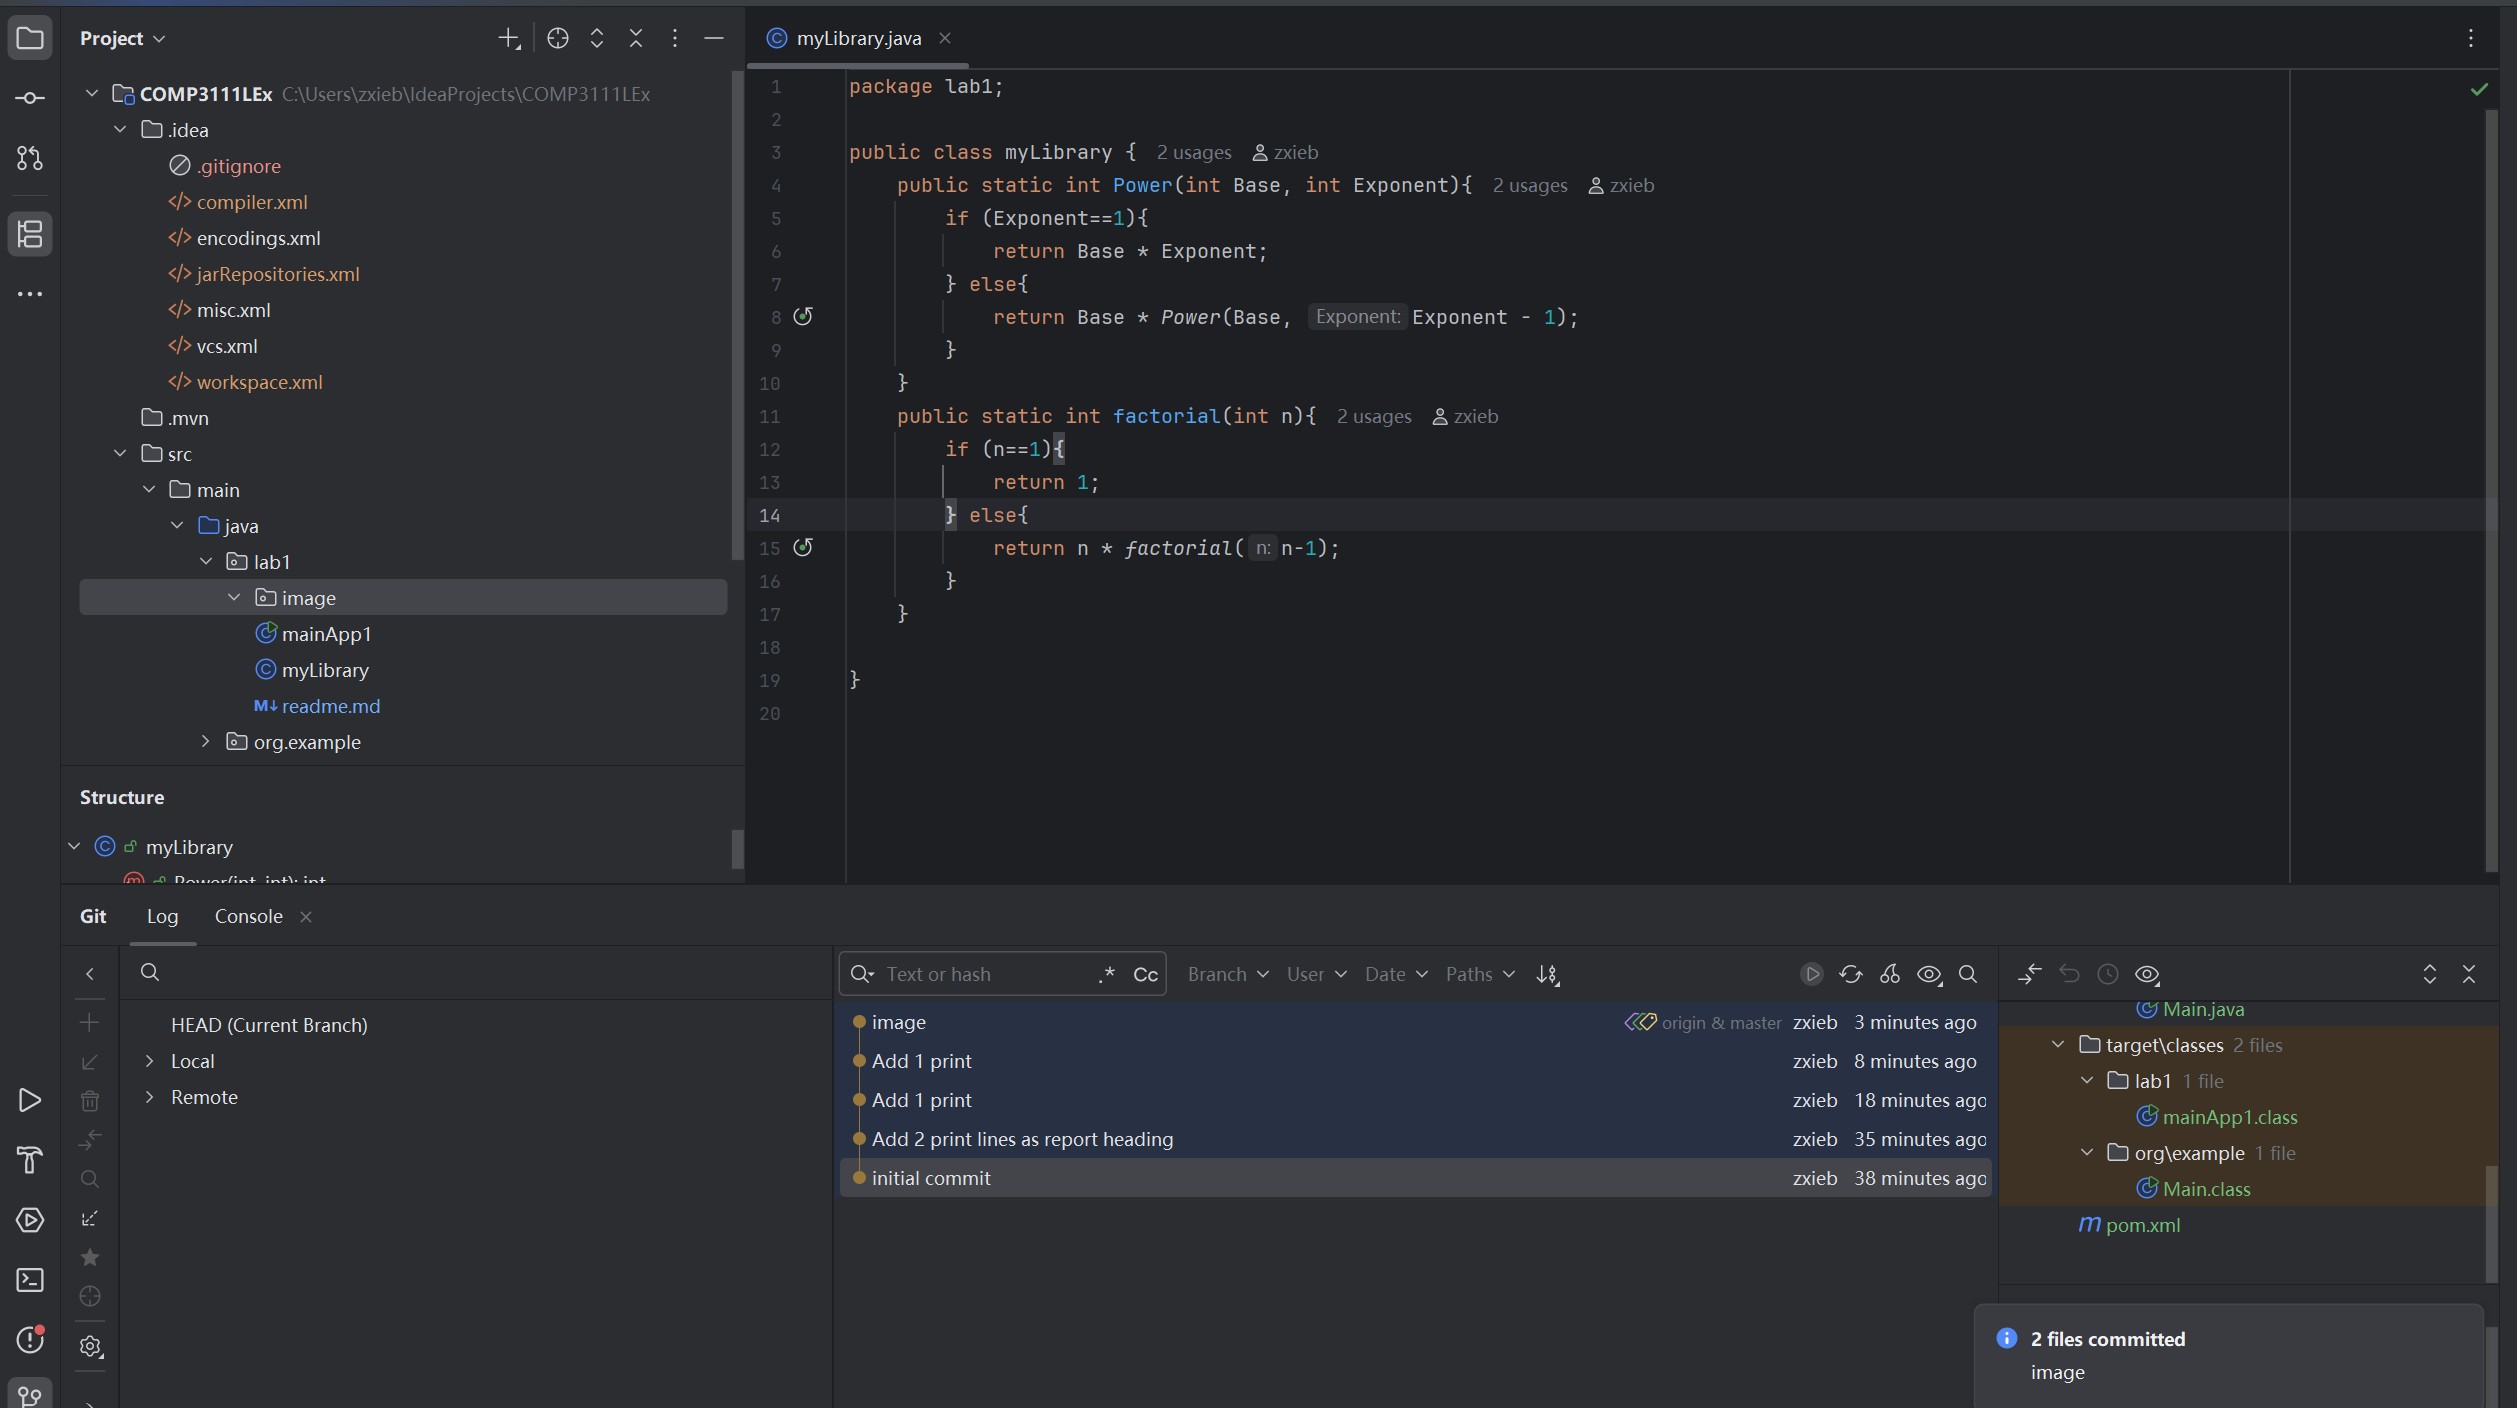 Project
COMP3111LEx C:\Users\zxieb\IdeaProjects\COMP3111LEx
.idea
.gitignore
compiler.xml
encodings.xml
jarRepositories.xml
misc.xml
vcs.xml
workspace.xml
.mvn
src
main
java
lab1
image
mainApp1
myLibrary
M↓ readme.md
org.example
Structure
myLibrary
Power(int, int): int
myLibrary.java
1 package lab1;
2
3 public class myLibrary { 2 usages zxieb
4 public static int Power(int Base, int Exponent){ 2 usages zxieb
5 if (Exponent==1){
6 return Base * Exponent;
7 } else{
8 return Base * Power(Base, Exponent: Exponent - 1);
9 }
10 }
11 public static int factorial(int n){ 2 usages zxieb
12 if (n==1){
13 return 1;
14 } else{
15 return n * factorial( n: n-1);
16 }
17 }
18
19 }
20
Git Log Console
HEAD (Current Branch)
Local
Remote
Text or hash .* Cc Branch User Date Paths
image origin & master zxieb 3 minutes ago
Add 1 print zxieb 8 minutes ago
Add 1 print zxieb 18 minutes ago
Add 2 print lines as report heading zxieb 35 minutes ago
initial commit zxieb 38 minutes ago
Main.java
target\classes 2 files
lab1 1 file
mainApp1.class
org\example 1 file
Main.class
m pom.xml
2 files committed
image